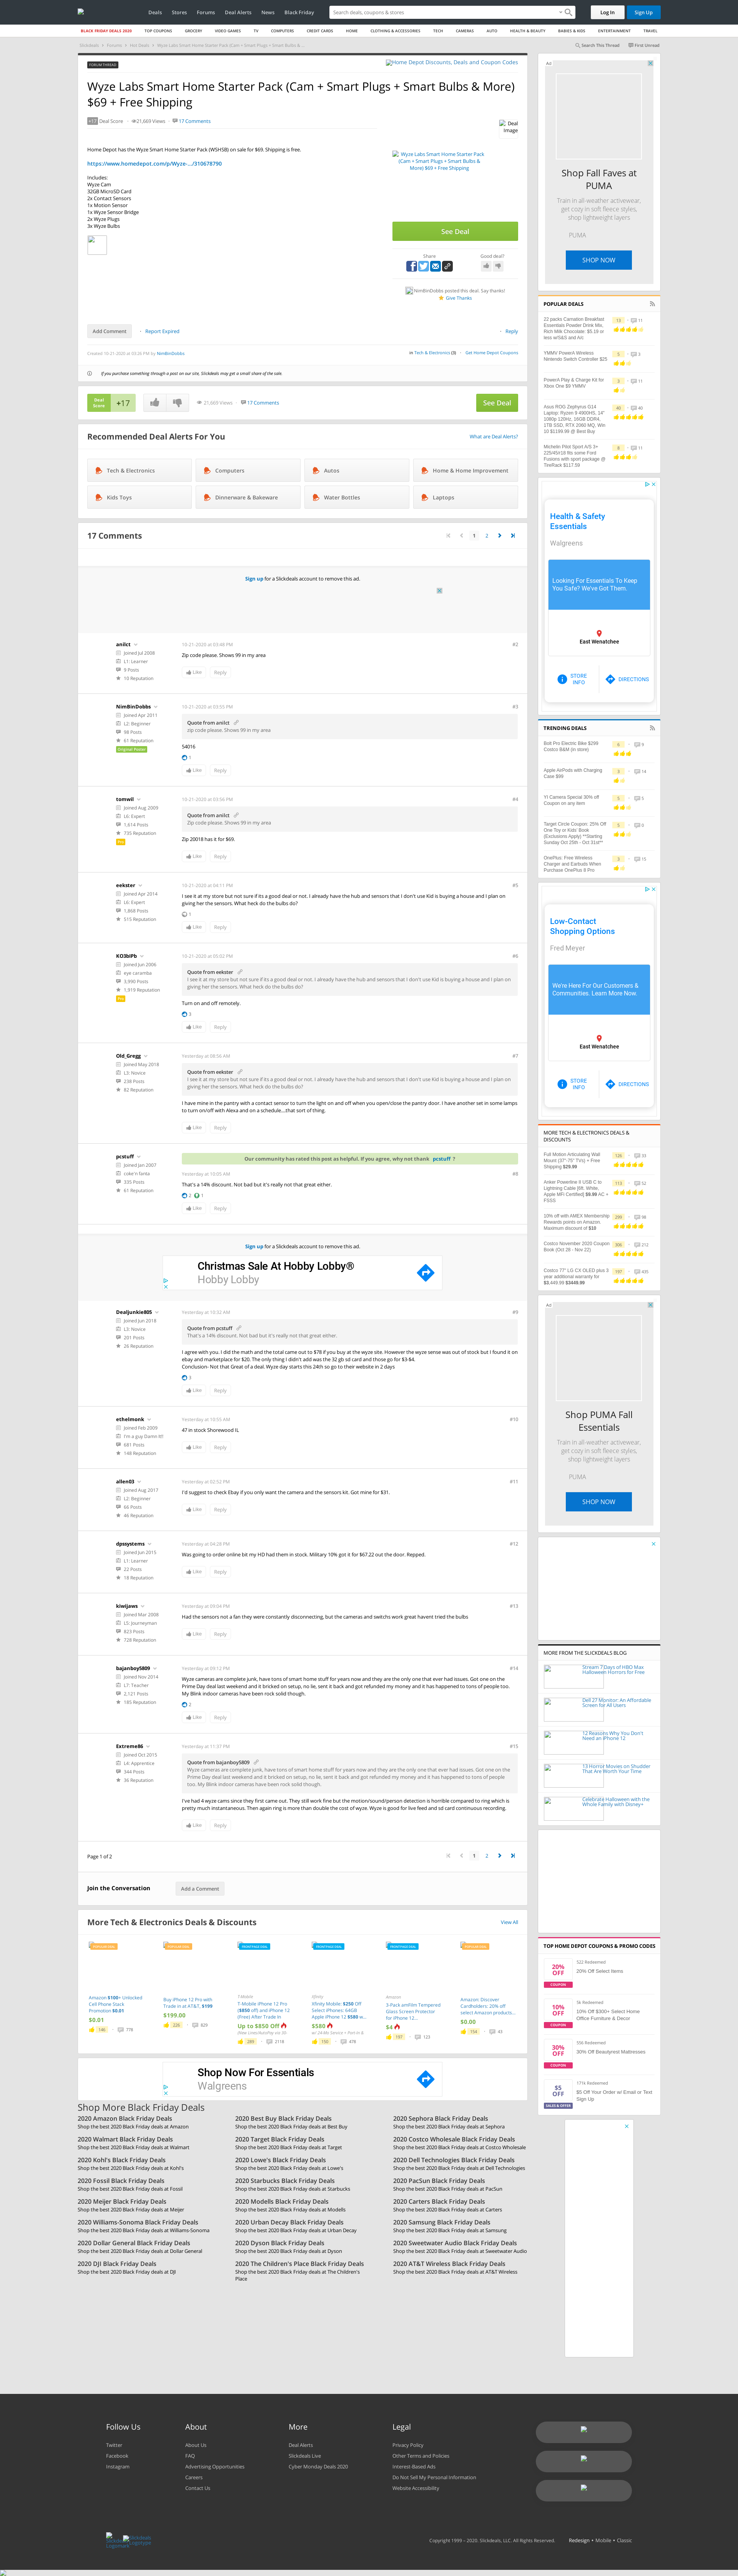 Deals Stores Forums Deal Alerts News Black Friday
Search Deals, coupons & stores
Log In Sign Up
BLACK FRIDAY DEALS 2020 TOP COUPONS GROCERY VIDEO GAMES TV COMPUTERS CREDIT CARDS HOME CLOTHING & ACCESSORIES TECH CAMERAS AUTO HEALTH & BEAUTY BABIES & KIDS ENTERTAINMENT TRAVEL
Slickdeals Forums Hot Deals Wyze Labs Smart Home Starter Pack (Cam + Smart Plugs + Smart Bulbs & ...
Search This Thread First Unread
FORUM THREAD
Home Depot Discounts, Deals and Coupon Codes
Wyze Labs Smart Home Starter Pack (Cam + Smart Plugs + Smart Bulbs & More) $69 + Free Shipping
+17 Deal Score 21,669 Views 17 Comments
Deal Image
Home Depot has the Wyze Smart Home Starter Pack (WSHSB) on sale for $69. Shipping is free.
https://www.homedepot.com/p/Wyze-.../310678790
Includes:
Wyze Cam
32GB MicroSD Card
2x Contact Sensors
1x Motion Sensor
1x Wyze Sensor Bridge
2x Wyze Plugs
3x Wyze Bulbs
Wyze Labs Smart Home Starter Pack (Cam + Smart Plugs + Smart Bulbs & More) $69 + Free Shipping
See Deal
Share Good deal?
NimBinDobbs posted this deal. Say thanks!
Give Thanks
Add Comment Report Expired Reply
Created 10-21-2020 at 03:26 PM by NimBinDobbs
in Tech & Electronics (3) Get Home Depot Coupons
If you purchase something through a post on our site, Slickdeals may get a small share of the sale.
Deal Score +17 21,669 Views 17 Comments See Deal
Recommended Deal Alerts For You
What are Deal Alerts?
Tech & Electronics Computers Autos Home & Home Improvement
Kids Toys Dinnerware & Bakeware Water Bottles Laptops
17 Comments
1 2
Sign up for a Slickdeals account to remove this ad.
anilct
Joined Jul 2008
L1: Learner
9 Posts
10 Reputation
10-21-2020 at 03:48 PM #2
Zip code please. Shows 99 in my area
Like Reply
NimBinDobbs
Joined Apr 2011
L2: Beginner
98 Posts
61 Reputation
Original Poster
10-21-2020 at 03:55 PM #3
Quote from anilct
zip code please. Shows 99 in my area
54016
1
Like Reply
tomwil
Joined Aug 2009
L6: Expert
1,614 Posts
735 Reputation
Pro
10-21-2020 at 03:56 PM #4
Quote from anilct
Zip code please. Shows 99 in my area
Zip 20018 has it for $69.
Like Reply
eekster
Joined Apr 2014
L6: Expert
1,868 Posts
515 Reputation
10-21-2020 at 04:11 PM #5
I see it at my store but not sure if its a good deal or not. I already have the hub and sensors that I don't use Kid is buying a house and I plan on giving her the sensors. What heck do the bulbs do?
1
Like Reply
KO3bIPb
Joined Jun 2006
aye caramba
3,990 Posts
1,919 Reputation
Pro
10-21-2020 at 05:02 PM #6
Quote from eekster
I see it at my store but not sure if its a good deal or not. I already have the hub and sensors that I don't use Kid is buying a house and I plan on giving her the sensors. What heck do the bulbs do?
Turn on and off remotely.
3
Like Reply
Old_Gregg
Joined May 2018
L3: Novice
238 Posts
82 Reputation
Yesterday at 08:56 AM #7
Quote from eekster
I see it at my store but not sure if its a good deal or not. I already have the hub and sensors that I don't use Kid is buying a house and I plan on giving her the sensors. What heck do the bulbs do?
I have mine in the pantry with a contact sensor to turn the light on and off when you open/close the pantry door. I have another set in some lamps to turn on/off with Alexa and on a schedule...that sort of thing.
Like Reply
pcstuff
Joined Jan 2007
coke'n fanta
335 Posts
61 Reputation
Our community has rated this post as helpful. If you agree, why not thank pcstuff ?
Yesterday at 10:05 AM #8
That's a 14% discount. Not bad but it's really not that great either.
2 1
Like Reply
Sign up for a Slickdeals account to remove this ad.
Christmas Sale At Hobby Lobby®
Hobby Lobby
Dealjunkie805
Joined Jun 2018
L3: Novice
201 Posts
26 Reputation
Yesterday at 10:32 AM #9
Quote from pcstuff
That's a 14% discount. Not bad but it's really not that great either.
I agree with you. I did the math and the total came out to $78 if you buy at the wyze site. However the wyze sense was out of stock but I found it on ebay and marketplace for $20. The only thing I didn't add was the 32 gb sd card and those go for $3-$4.
Conclusion- Not that Great of a deal. Wyze day starts this 24th so go to their website in 2 days
3
Like Reply
ethelmonk
Joined Feb 2009
I'm a guy Damn It!
681 Posts
148 Reputation
Yesterday at 10:55 AM #10
47 in stock Shorewood IL
Like Reply
allen03
Joined Aug 2017
L2: Beginner
66 Posts
46 Reputation
Yesterday at 02:52 PM #11
I'd suggest to check Ebay if you only want the camera and the sensors kit. Got mine for $31.
Like Reply
dpssystems
Joined Jun 2015
L1: Learner
22 Posts
18 Reputation
Yesterday at 04:28 PM #12
Was going to order online bit my HD had them in stock. Military 10% got it for $67.22 out the door. Repped.
Like Reply
kiwijaws
Joined Mar 2008
L5: Journeyman
823 Posts
728 Reputation
Yesterday at 09:04 PM #13
Had the sensors not a fan they were constantly disconnecting, but the cameras and switchs work great havent tried the bulbs
Like Reply
bajanboy5809
Joined Nov 2014
L7: Teacher
2,121 Posts
185 Reputation
Yesterday at 09:12 PM #14
Wyze cameras are complete junk, have tons of smart home stuff for years now and they are the only one that ever had issues. Got one on the Prime Day deal last weekend and it bricked on setup, no lie, sent it back and got refunded my money and it has happened to tons of people too. My Blink indoor cameras have been rock solid though.
2
Like Reply
Extreme86
Joined Oct 2015
L4: Apprentice
344 Posts
36 Reputation
Yesterday at 11:37 PM #15
Quote from bajanboy5809
Wyze cameras are complete junk, have tons of smart home stuff for years now and they are the only one that ever had issues. Got one on the Prime Day deal last weekend and it bricked on setup, no lie, sent it back and got refunded my money and it has happened to tons of people too. My Blink indoor cameras have been rock solid though.
I've had 4 wyze cams since they first came out. They still work fine but the motion/sound/person detection is horrible compared to ring which is pretty much instantaneous. Then again ring is more than double the cost of wyze. Wyze is good for live feed and sd card continuous recording.
Like Reply
Page 1 of 2
1 2
Join the Conversation
Add a Comment
More Tech & Electronics Deals & Discounts
View All
Amazon $100+ Unlocked Cell Phone Stack Promotion $0.01
$0.01
146 778
Buy iPhone 12 Pro with Trade in at AT&T. $199
$199.00
226 829
T-Mobile
T-Mobile iPhone 12 Pro ($850 off) and iPhone 12 (Free) After Trade In
Up to $850 Off
289 2118
Xfinity
Xfinity Mobile: $250 Off Select iPhones: 64GB Apple iPhone 12 $580 w...
$580
150 478
Amazon
3-Pack amFilm Tempered Glass Screen Protector for iPhone 12...
$4
107 123
Amazon: Discover Cardholders: 20% off select Amazon products...
$0.00
154 43
Shop Now For Essentials
Walgreens
Shop More Black Friday Deals
2020 Amazon Black Friday Deals
Shop the best 2020 Black Friday deals at Amazon
2020 Best Buy Black Friday Deals
Shop the best 2020 Black Friday deals at Best Buy
2020 Sephora Black Friday Deals
Shop the best 2020 Black Friday deals at Sephora
2020 Walmart Black Friday Deals
Shop the best 2020 Black Friday deals at Walmart
2020 Target Black Friday Deals
Shop the best 2020 Black Friday deals at Target
2020 Costco Wholesale Black Friday Deals
Shop the best 2020 Black Friday deals at Costco Wholesale
2020 Kohl's Black Friday Deals
Shop the best 2020 Black Friday deals at Kohl's
2020 Lowe's Black Friday Deals
Shop the best 2020 Black Friday deals at Lowe's
2020 Dell Technologies Black Friday Deals
Shop the best 2020 Black Friday deals at Dell Technologies
2020 Fossil Black Friday Deals
Shop the best 2020 Black Friday deals at Fossil
2020 Starbucks Black Friday Deals
Shop the best 2020 Black Friday deals at Starbucks
2020 PacSun Black Friday Deals
Shop the best 2020 Black Friday deals at PacSun
2020 Meijer Black Friday Deals
Shop the best 2020 Black Friday deals at Meijer
2020 Modells Black Friday Deals
Shop the best 2020 Black Friday deals at Modells
2020 Carters Black Friday Deals
Shop the best 2020 Black Friday deals at Carters
2020 Williams-Sonoma Black Friday Deals
Shop the best 2020 Black Friday deals at Williams-Sonoma
2020 Urban Decay Black Friday Deals
Shop the best 2020 Black Friday deals at Urban Decay
2020 Samsung Black Friday Deals
Shop the best 2020 Black Friday deals at Samsung
2020 Dollar General Black Friday Deals
Shop the best 2020 Black Friday deals at Dollar General
2020 Dyson Black Friday Deals
Shop the best 2020 Black Friday deals at Dyson
2020 Sweetwater Audio Black Friday Deals
Shop the best 2020 Black Friday deals at Sweetwater Audio
2020 DJI Black Friday Deals
Shop the best 2020 Black Friday deals at DJI
2020 The Children's Place Black Friday Deals
Shop the best 2020 Black Friday deals at The Children's Place
2020 AT&T Wireless Black Friday Deals
Shop the best 2020 Black Friday deals at AT&T Wireless
Ad
Shop Fall Faves at PUMA
Train in all-weather activewear, get cozy in soft fleece styles, shop lightweight layers
PUMA
SHOP NOW
POPULAR DEALS
22 packs Carnation Breakfast Essentials Powder Drink Mix, Rich Milk Chocolate: $5.18 or less w/S&S and Arc
13 11
YMMV PowerA Wireless Nintendo Switch Controller $25
5 3
PowerA Play & Charge Kit for Xbox One $9 YMMV
3 11
Asus ROG Zephyrus G14 Laptop: Ryzen 9 4900HS, 14" 1080p 120Hz, 16GB DDR4, 1TB SSD, RTX 2060 MQ, Win 10 $1199.99 @ Best Buy
40 40
Michelin Pilot Sport A/S 3+ 225/45X18 fits some Ford Fusions with sport package @ TireRack $117.59
8 11
Health & Safety Essentials
Walgreens
Looking For Essentials To Keep You Safe? We've Got Them.
East Wenatchee
STORE INFO DIRECTIONS
TRENDING DEALS
Bolt Pro Electric Bike $299 Costco B&M (In store)
6 9
Apple AirPods with Charging Case $99
3 14
YI Camera Special 30% off Coupon on any item
5 5
Target Circle Coupon: 25% Off One Toy or Kids' Book (Exclusions Apply) **Starting Sunday Oct 25th - Oct 31st**
5 0
OnePlus: Free Wireless Charger and Earbuds When Purchase OnePlus 8 Pro
3 15
Low-Contact Shopping Options
Fred Meyer
We're Here For Our Customers & Communities. Learn More Now.
East Wenatchee
STORE INFO DIRECTIONS
MORE TECH & ELECTRONICS DEALS & DISCOUNTS
Full Motion Articulating Wall Mount (37"-75" TVs) + Free Shipping $29.99
126 33
Anker Powerline II USB C to Lightning Cable [6ft, White, Apple MFi Certified] $9.99 AC + FSSS
113 52
10% off with AMEX Membership Rewards points on Amazon. Maximum discount of $10
299 98
Costco November 2020 Coupon Book (Oct 28 - Nov 22)
306 212
Costco 77" LG CX OLED plus 3 year additional warranty for $3,449.99 $3449.99
197 435
Ad
Shop PUMA Fall Essentials
Train in all-weather activewear, get cozy in soft fleece styles, shop lightweight layers
PUMA
SHOP NOW
MORE FROM THE SLICKDEALS BLOG
Stream 7 Days of HBO Max Halloween Horrors for Free
Dell 27 Monitor: An Affordable Screen for All Users
12 Reasons Why You Don't Need an iPhone 12
13 Horror Movies on Shudder That Are Worth Your Time
Celebrate Halloween with the Whole Family with Disney+
TOP HOME DEPOT COUPONS & PROMO CODES
20% OFF COUPON
522 Redeemed
20% Off Select Items
10% OFF COUPON
5k Redeemed
10% Off $300+ Select Home Office Furniture & Decor
30% OFF COUPON
556 Redeemed
30% Off Beautyrest Mattresses
$5 OFF SALES & OFFER
177k Redeemed
$5 Off Your Order w/ Email or Text Sign Up
Follow Us
Twitter
Facebook
Instagram
About
About Us
FAQ
Advertising Opportunities
Careers
Contact Us
More
Deal Alerts
Slickdeals Live
Cyber Monday Deals 2020
Legal
Privacy Policy
Other Terms and Policies
Interest-Based Ads
Do Not Sell My Personal Information
Website Accessibility
Copyright 1999 - 2020. Slickdeals, LLC. All Rights Reserved. Redesign • Mobile • Classic